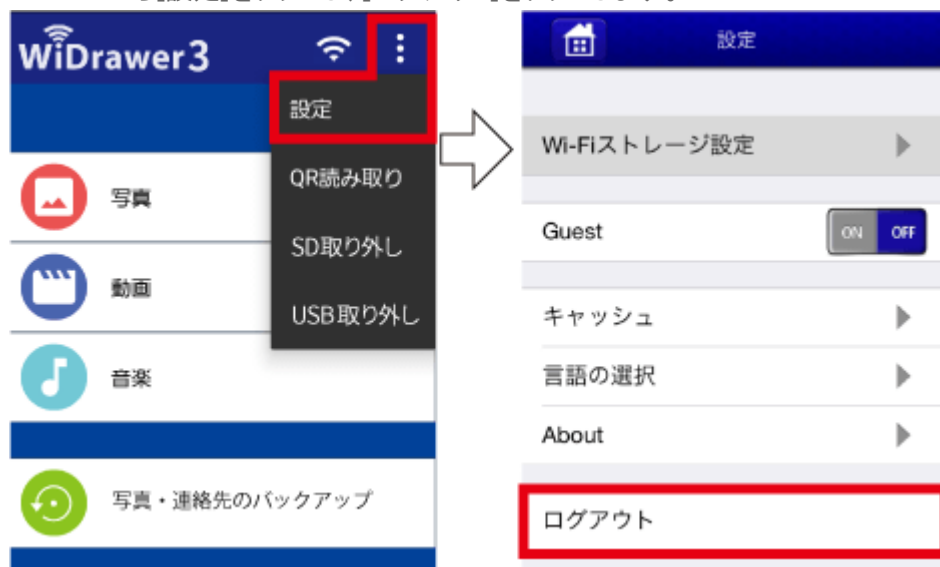 WiDrawer3
設定
QR読み取り
SD取り外し
USB取り外し
写真
動画
音楽
写真・連絡先のバックアップ
設定
Wi-Fiストレージ設定
Guest
ON OFF
キャッシュ
言語の選択
About
ログアウト